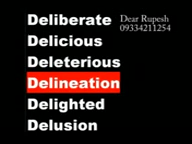 Deliberate
Dear Rupesh
09334211254
Delicious
Deleterious
Delineation
Delighted
Delusion